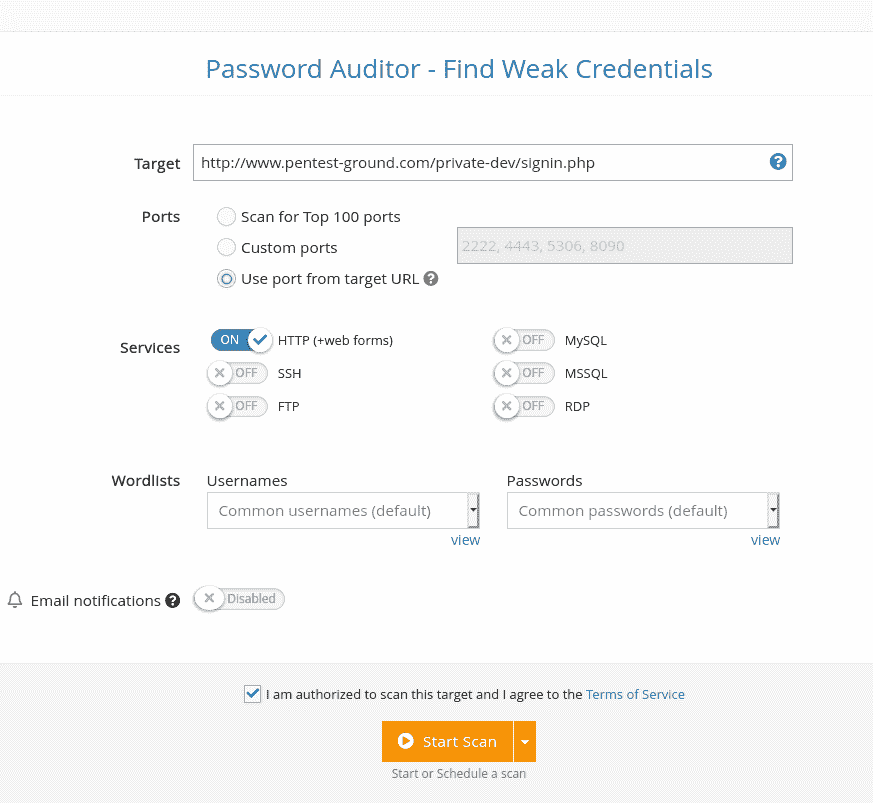 Password Auditor - Find Weak Credentials
Target
http://www.pentest-ground.com/private-dev/signin.php
?
Ports
Scan for Top 100 ports
Custom ports
2222, 4443, 5306, 8090
Use port from target URL ?
Services
ON HTTP (+web forms)
OFF MySQL
OFF SSH
OFF MSSQL
OFF FTP
OFF RDP
Wordlists
Usernames
Passwords
Common usernames (default)
Common passwords (default)
view
view
Email notifications ? Disabled
I am authorized to scan this target and I agree to the Terms of Service
Start Scan
Start or Schedule a scan